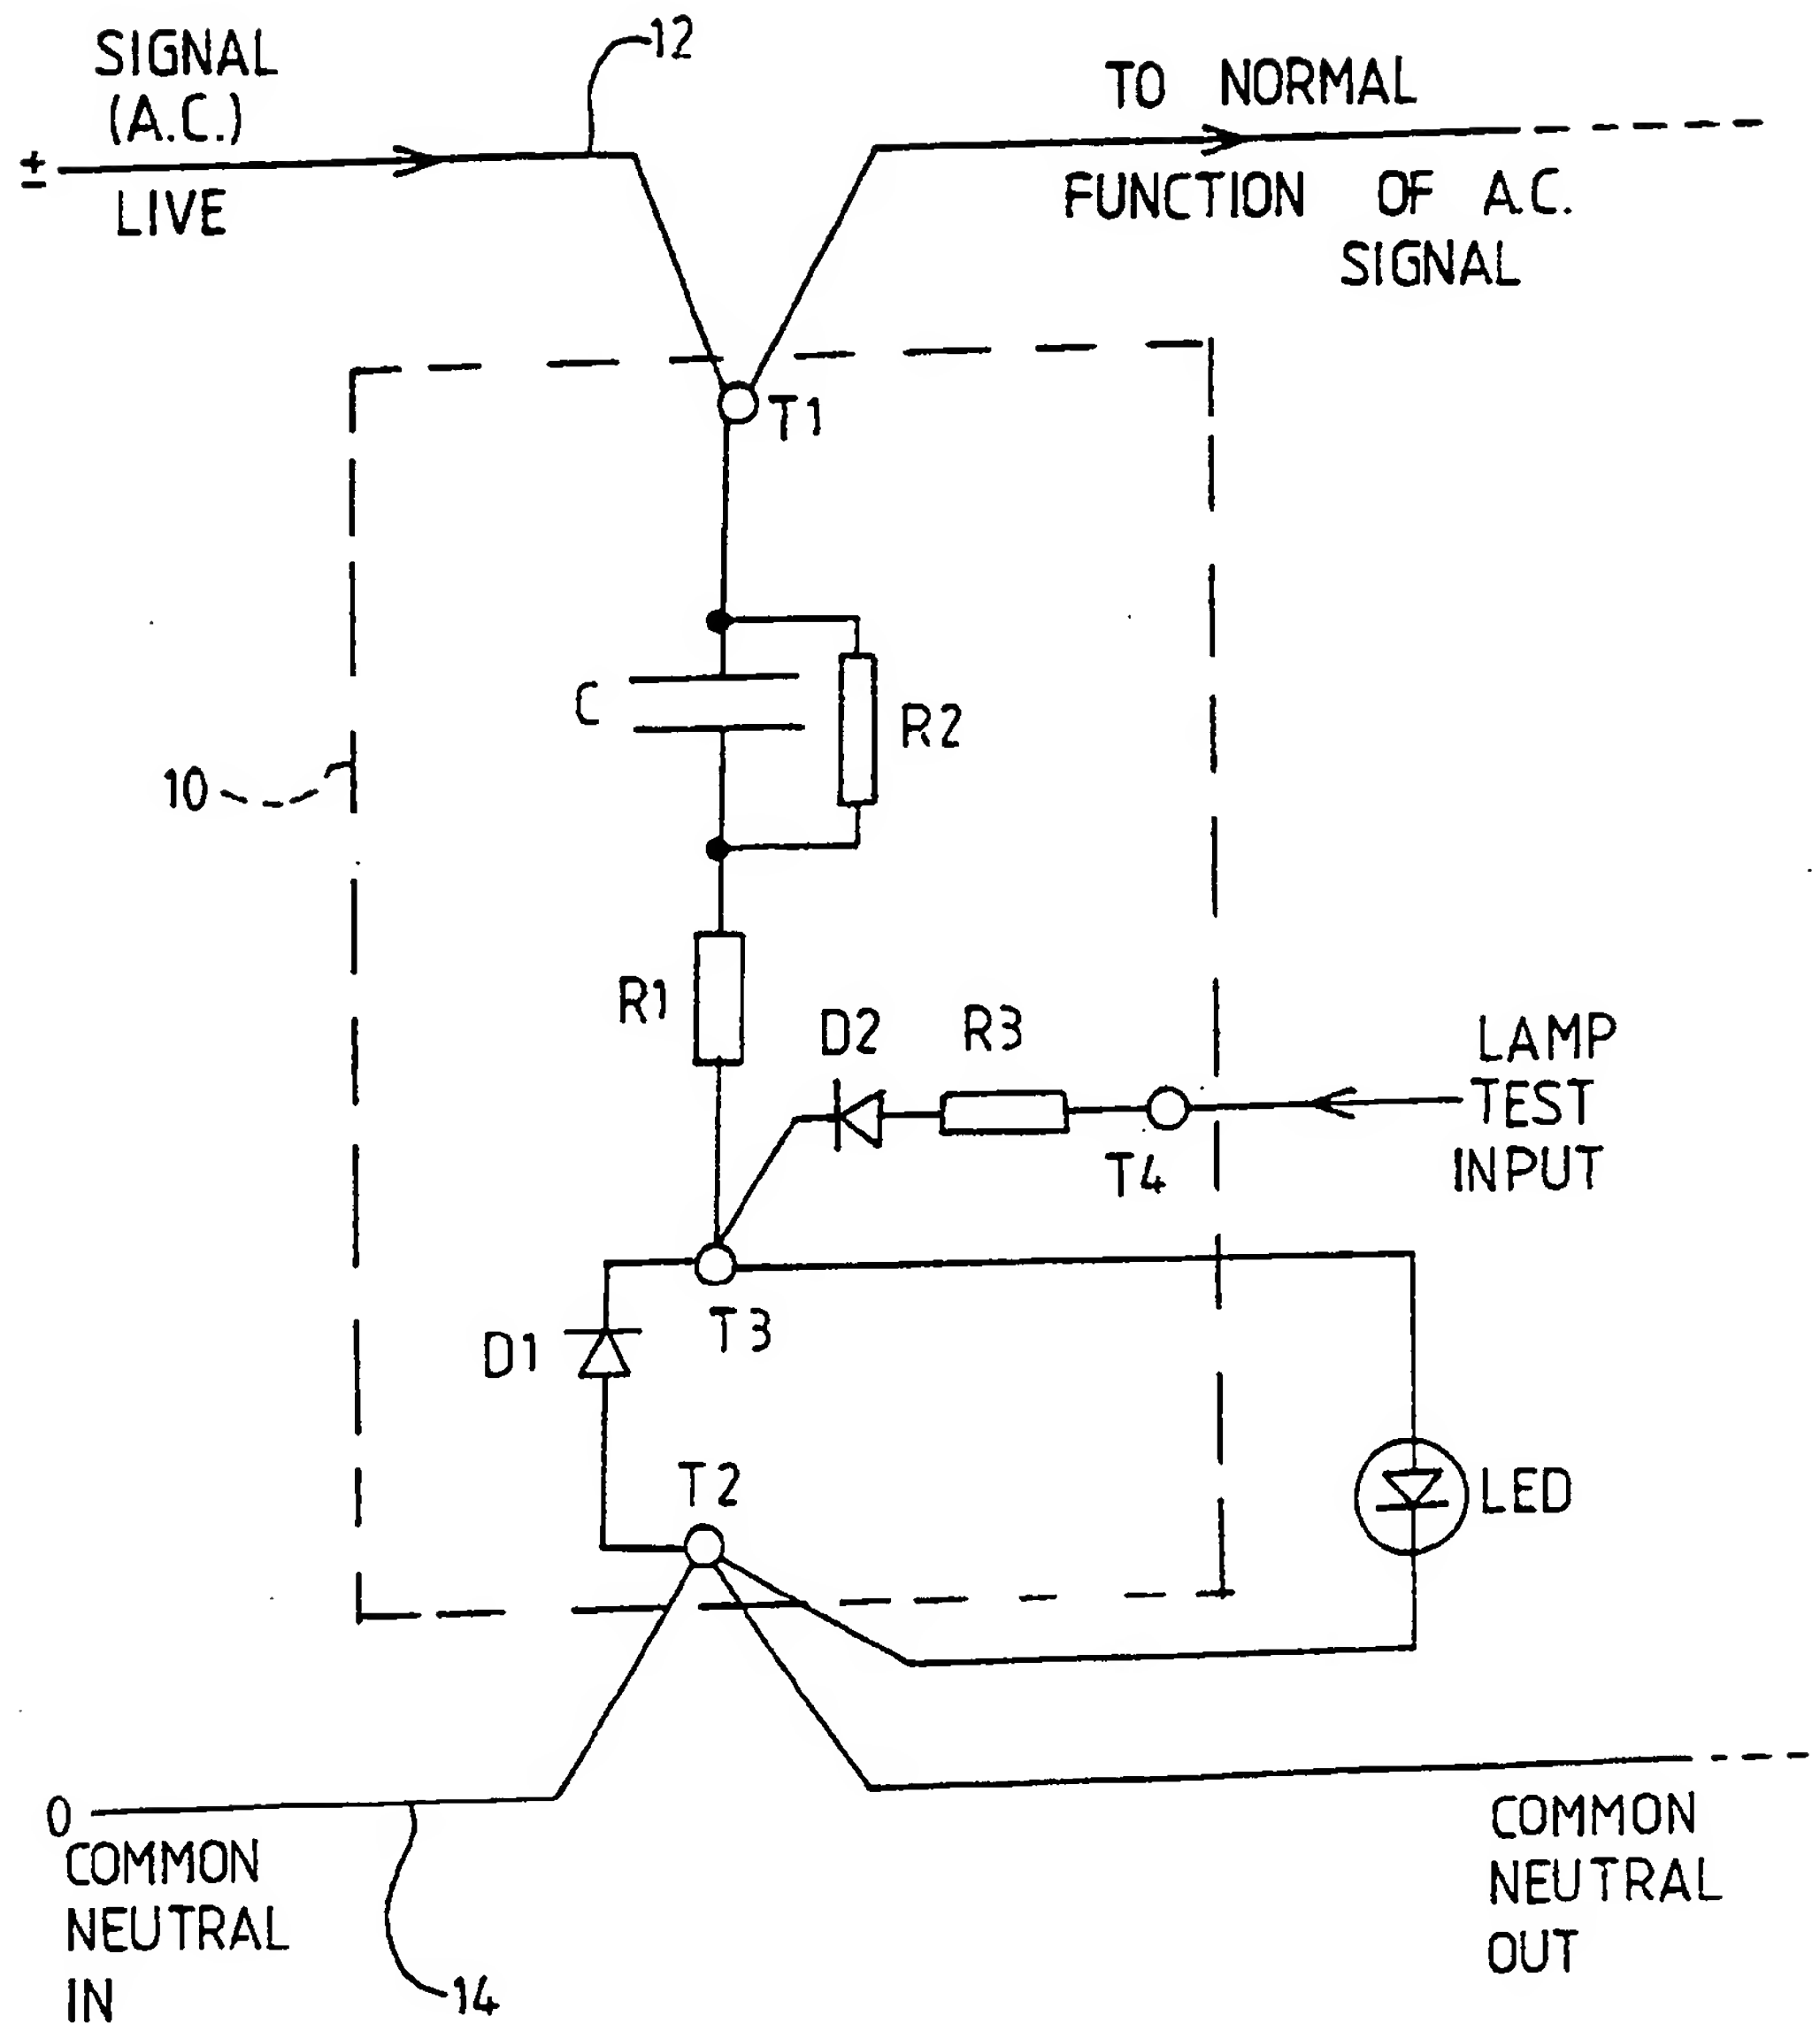 SIGNAL
(A.C.)
±
LIVE
12
TO NORMAL
FUNCTION OF A.C.
SIGNAL
T1
C
R2
10
R1
D2
R3
LAMP
TEST
INPUT
T4
T3
D1
T2
LED
0
COMMON
NEUTRAL
IN
14
COMMON
NEUTRAL
OUT